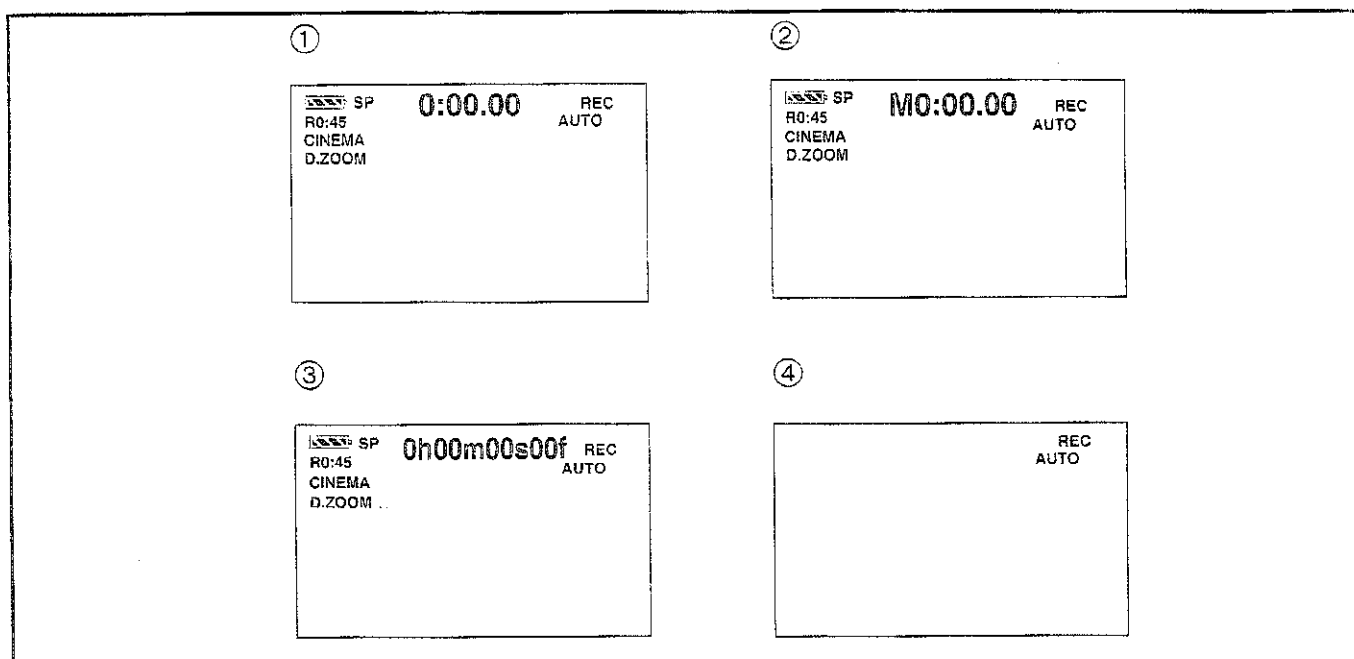 ①
SP 0:00.00 REC
R0:45 AUTO
CINEMA
D.ZOOM
②
SP M0:00.00 REC
R0:45 AUTO
CINEMA
D.ZOOM
③
SP 0h00m00s00f REC
R0:45 AUTO
CINEMA
D.ZOOM
④
REC
AUTO